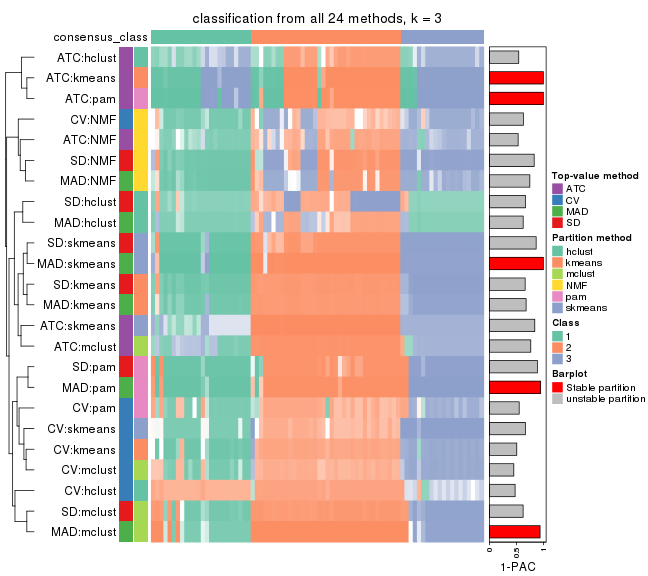 classification from all 24 methods, k = 3
consensus_class
ATC:hclust
ATC:kmeans
ATC:pam
CV:NMF
ATC:NMF
SD:NMF
MAD:NMF
SD:hclust
MAD:hclust
SD:skmeans
MAD:skmeans
SD:kmeans
MAD:kmeans
ATC:skmeans
ATC:mclust
SD:pam
MAD:pam
CV:pam
CV:skmeans
CV:kmeans
CV:mclust
CV:hclust
SD:mclust
MAD:mclust
0
0.5
1
1-PAC
Top-value method
ATC
CV
MAD
SD
Partition method
hclust
kmeans
mclust
NMF
pam
skmeans
Class
1
2
3
Barplot
Stable partition
unstable partition